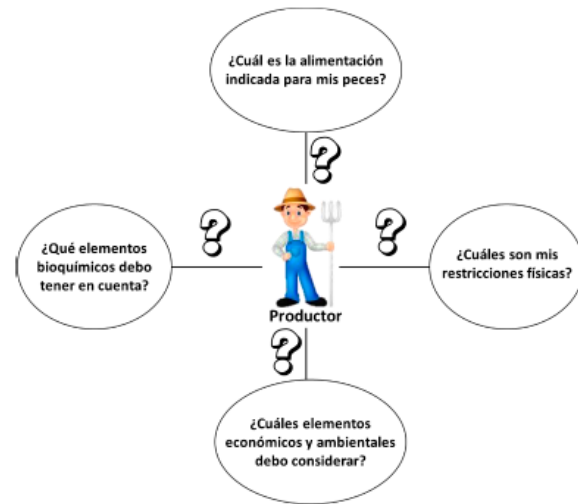 ¿Cuál es la alimentación
indicada para mis peces?
?
?
?
¿Qué elementos
bioquímicos debo
tener en cuenta?
¿Cuáles son mis
restricciones físicas?
Productor
?
¿Cuáles elementos
económicos y ambientales
debo considerar?